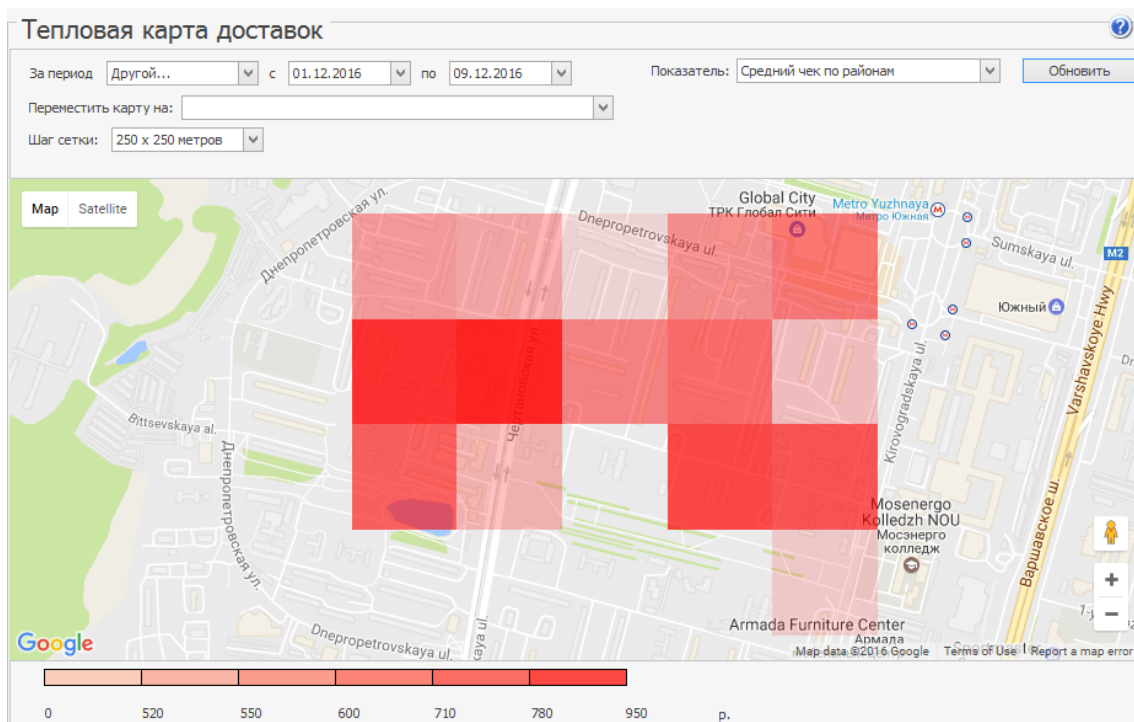 Тепловая карта доставок
За период Другой... с 01.12.2016 по 09.12.2016 Показатель: Средний чек по районам Обновить
Переместить карту на:
Шаг сетки: 250 x 250 метров
Map Satellite
Днепропетровская ул.
Dnepropetrovskaya ul.
Global City
ТРК Глобал Сити
Metro Yuzhnaya
Метро Южная
Sumskaya ul.
M2
Южный
Varshavskoye Hwy
Чертановская ул.
Kirovogradskaya ul.
Bittsevskaya al.
Днепропетровская ул.
Mosenergo
Kolledzh NOU
Мосэнерго
колледж
Варшавское ш.
Armada Furniture Center
Армада
Dnepropetrovskaya ul.
Google
Map data ©2016 Google Terms of Use Report a map error
0 520 550 600 710 780 950 р.